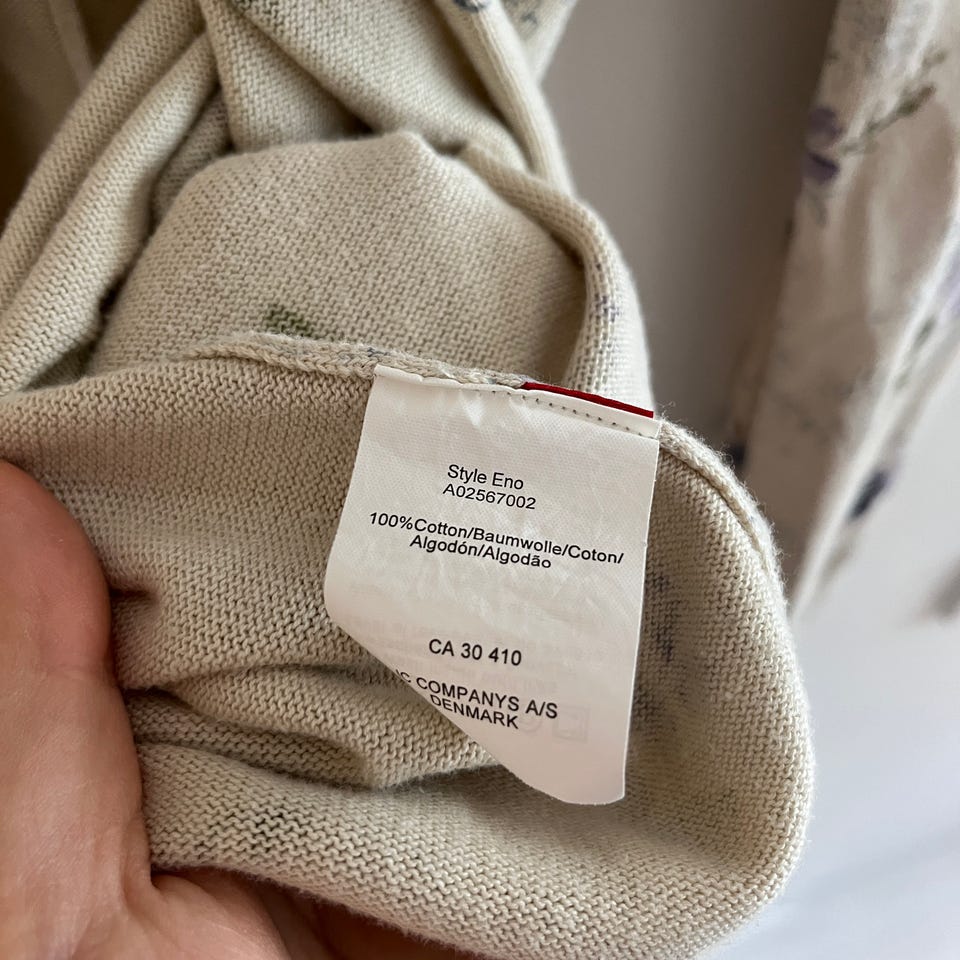 Style Eno
A02567002
100%Cotton/Baumwolle/Coton/
Algodón/Algodão
CA 30 410
COMPANYS A/S
DENMARK